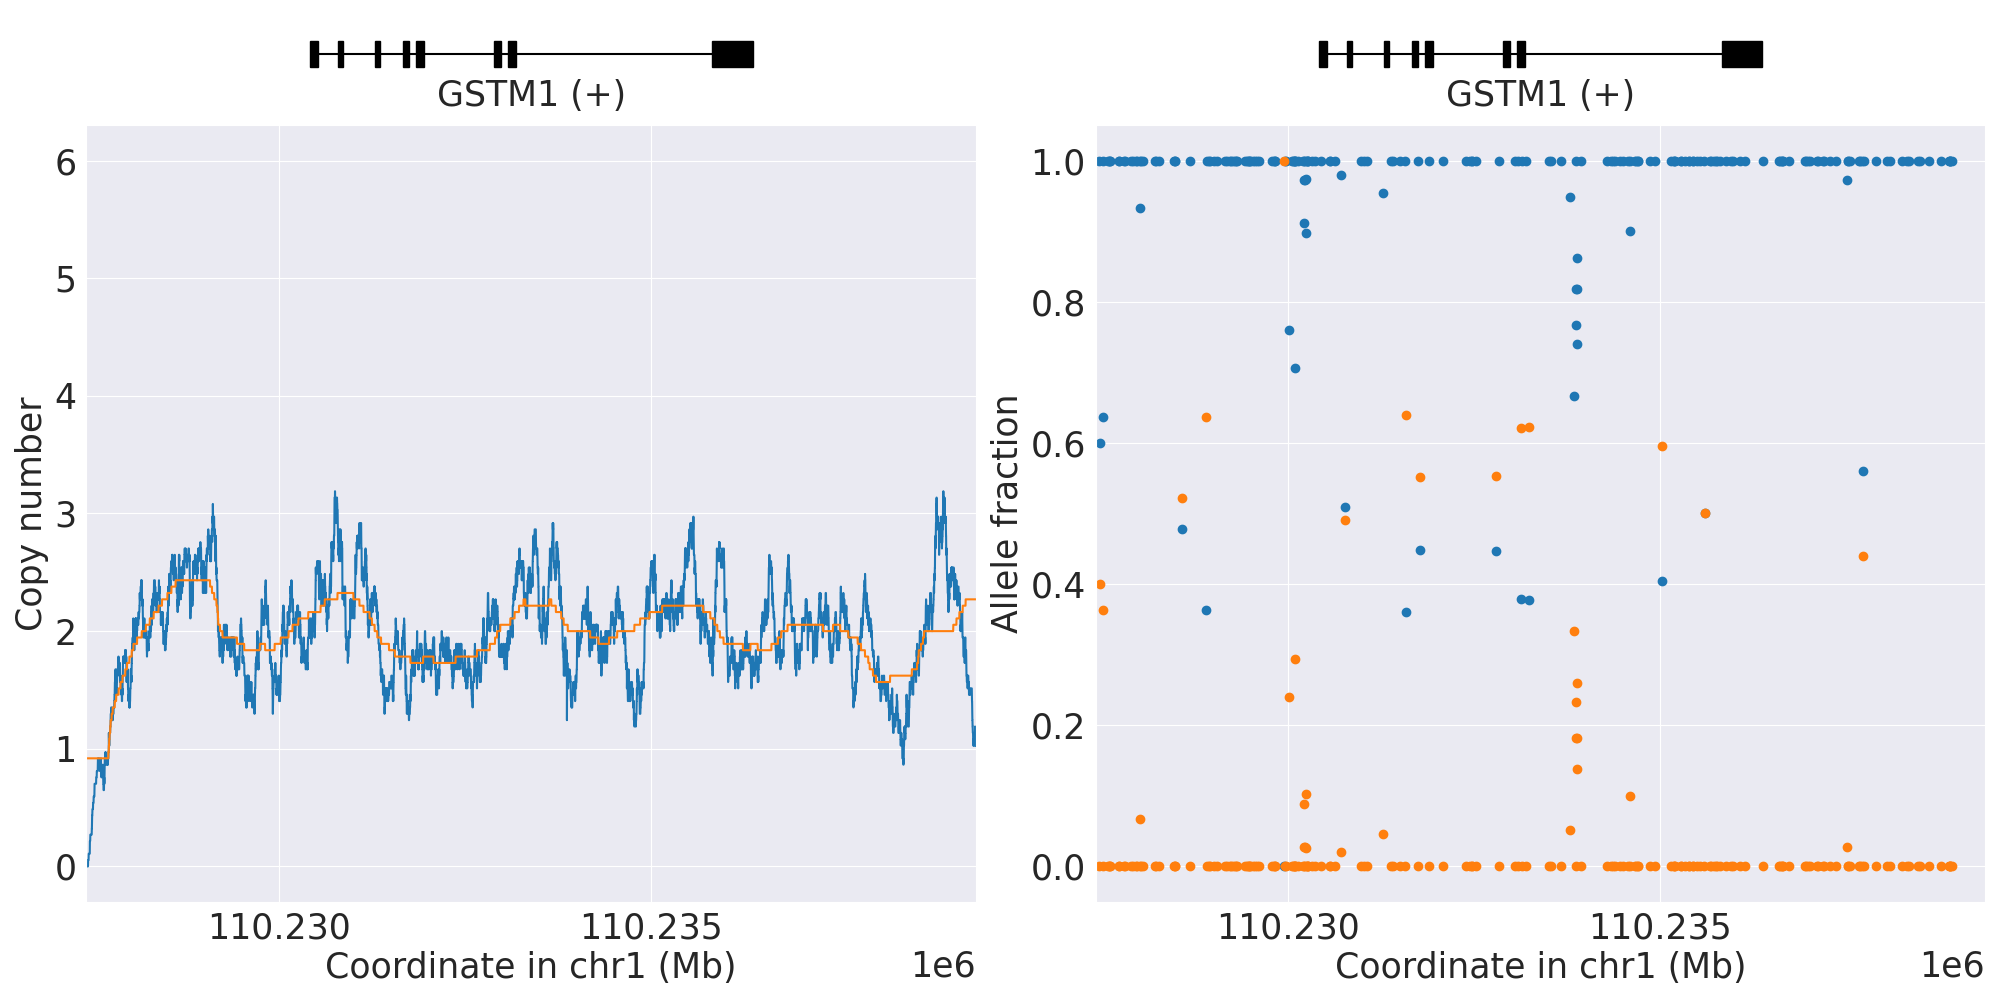 GSTM1 (+)
6
5
4
3
2
1
0
Copy number
110.230
110.235
Coordinate in chr1 (Mb)
1e6
GSTM1 (+)
1.0
0.8
0.6
0.4
0.2
0.0
Allele fraction
110.230
110.235
Coordinate in chr1 (Mb)
1e6